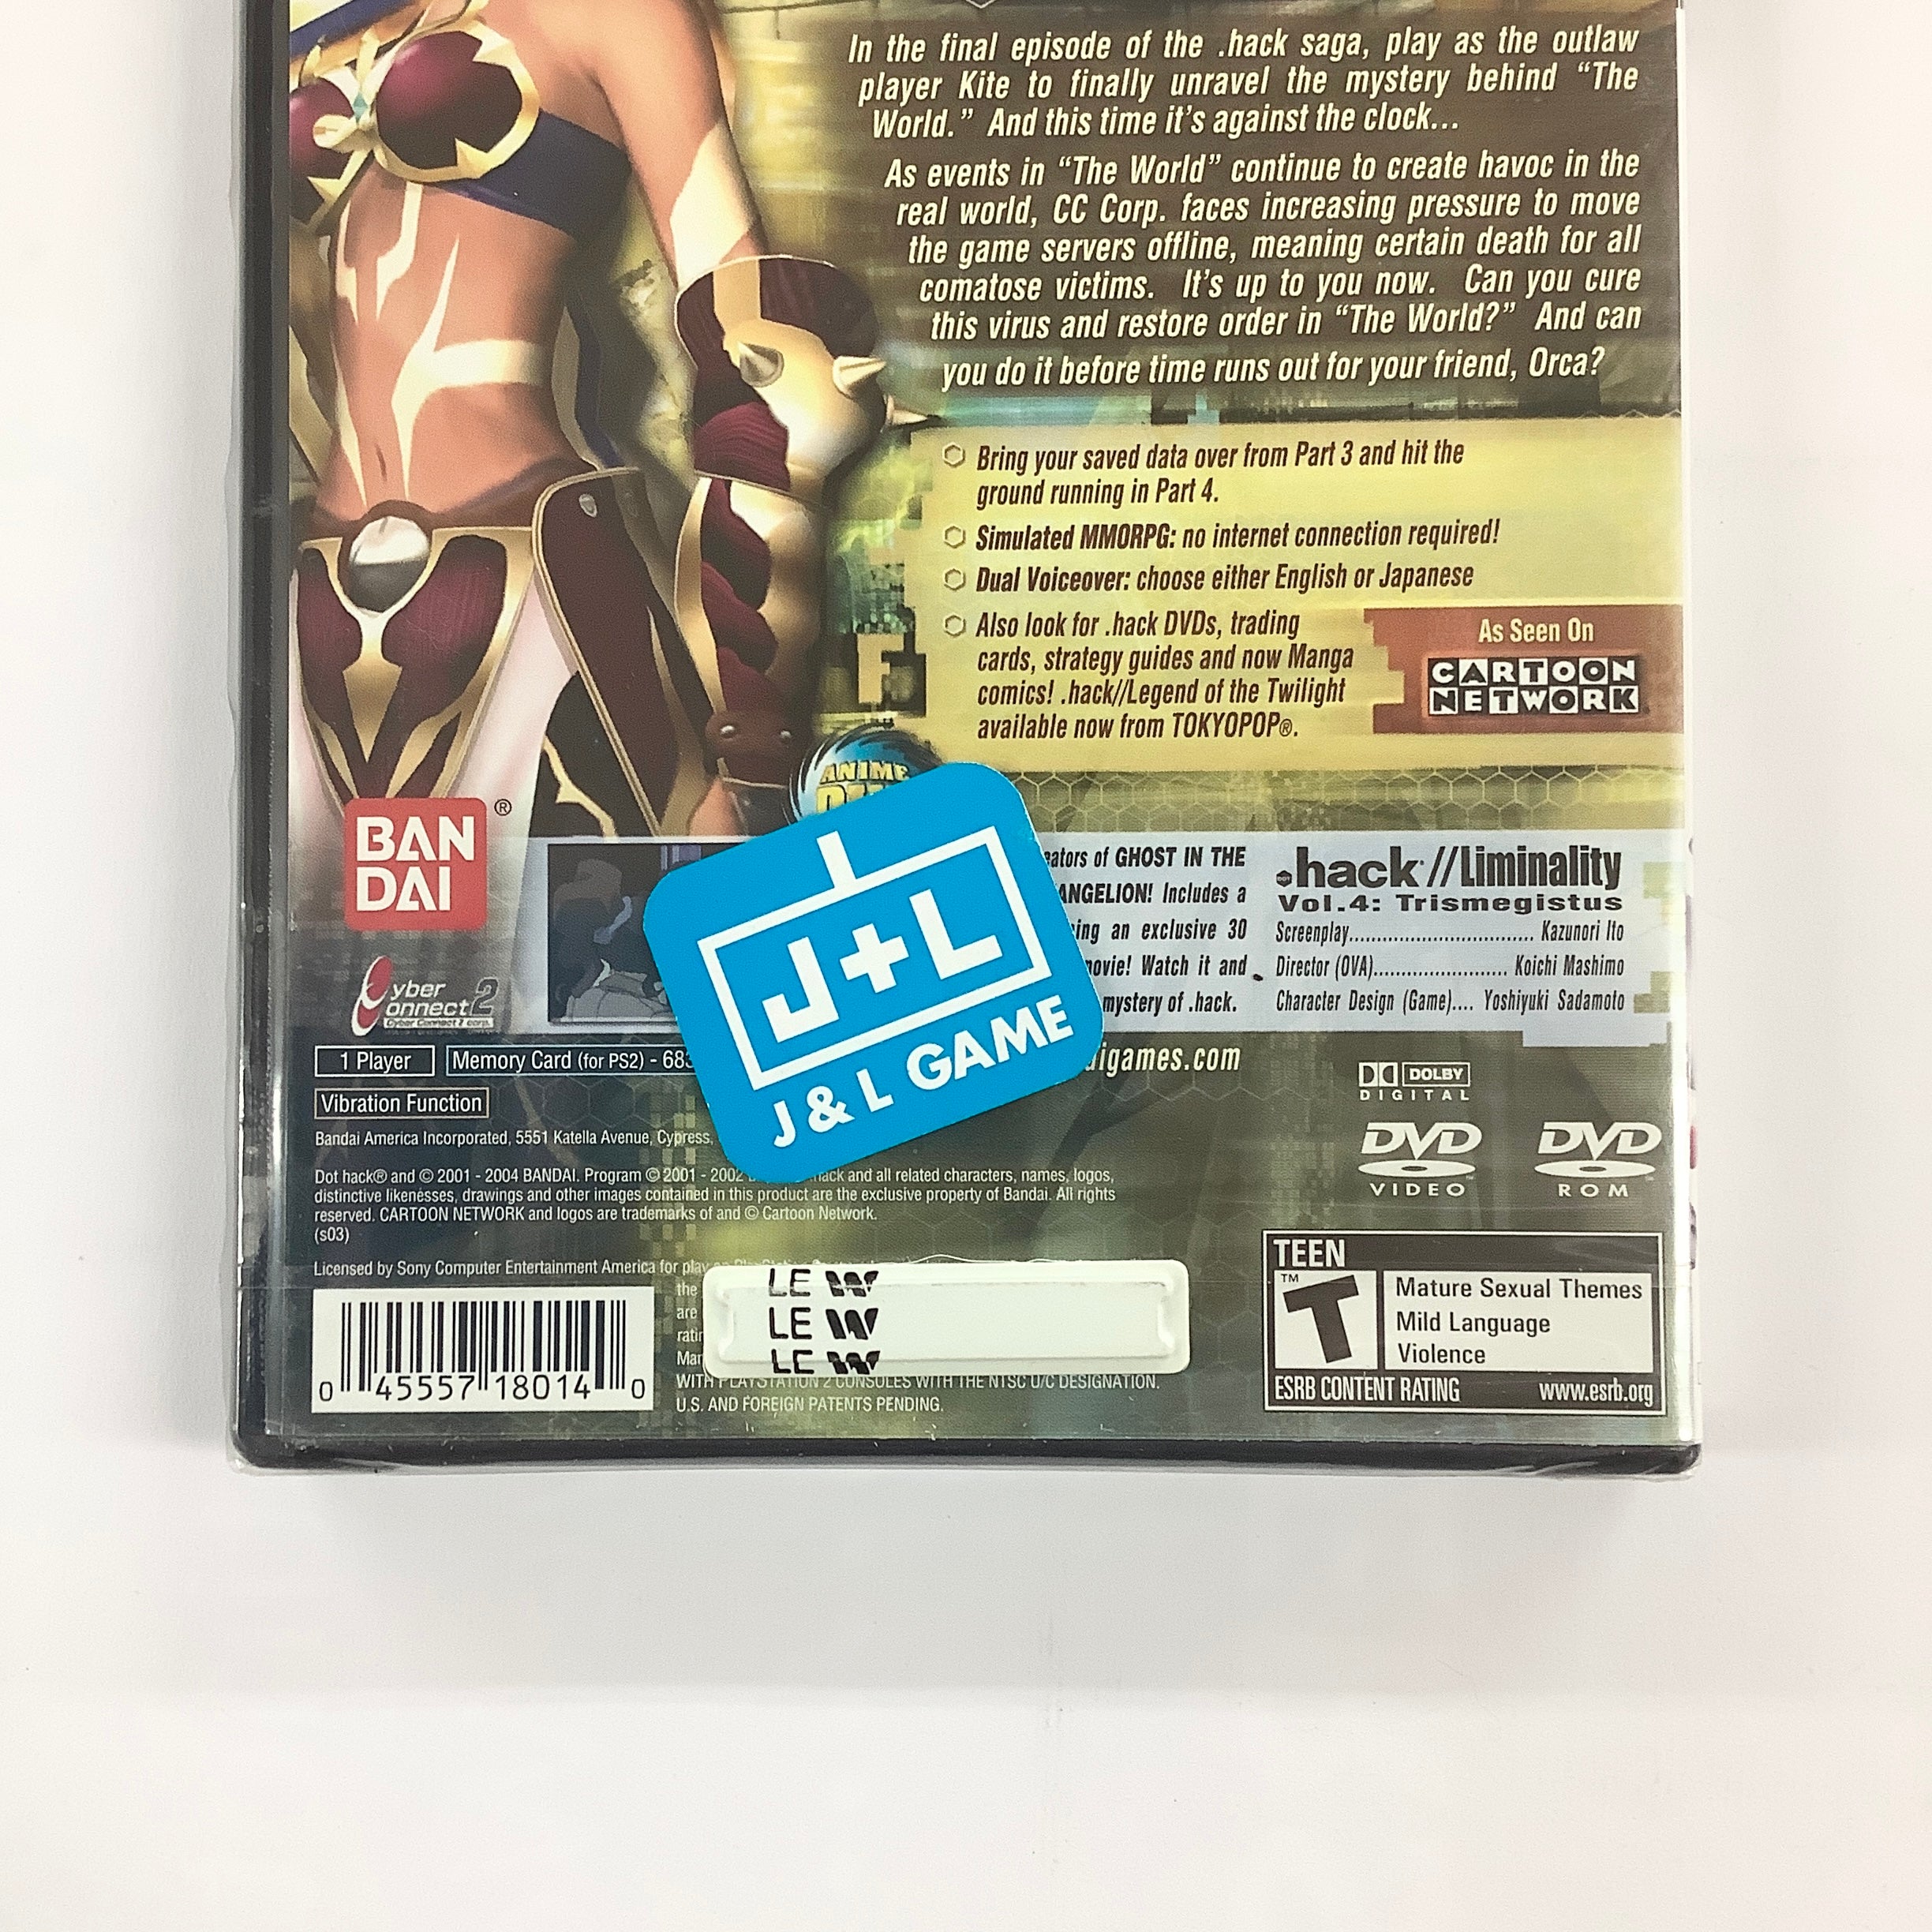 In the final episode of the .hack saga, play as the outlaw
player Kite to finally unravel the mystery behind “The
World.” And this time it’s against the clock...
As events in “The World” continue to create havoc in the
real world, CC Corp. faces increasing pressure to move
the game servers offline, meaning certain death for all
comatose victims. It’s up to you now. Can you cure
this virus and restore order in “The World?” And can
you do it before time runs out for your friend, Orca?
Bring your saved data over from Part 3 and hit the
ground running in Part 4.
Simulated MMORPG: no internet connection required!
Dual Voiceover: choose either English or Japanese
Also look for .hack DVDs, trading
cards, strategy guides and now Manga
comics! .hack//Legend of the Twilight
available now from TOKYOPOP®.
As Seen On
CARTOON
NETWORK
ANIME
BAN
DAI
®
of GHOST IN THE
Includes a
an exclusive 30
Watch it and
mystery of .hack.
.hack//Liminality
Vol.4: Trismegistus
Screenplay................................ Kazunori Ito
Director (OVA)......................... Koichi Mashimo
Character Design (Game).... Yoshiyuki Sadamoto
J+L
J & L GAME
Cyber
Connect 2
Cyber Connect 2 corp.
1 Player
Memory Card (for PS2) -
Vibration Function
DOLBY
DIGITAL
DVD
VIDEO
DVD
ROM
Bandai America Incorporated, 5551 Katella Avenue, Cypress,
Dot hack® and © 2001 - 2004 BANDAI. Program © 2001 - 2002 and all related characters, names, logos,
distinctive likenesses, drawings and other images contained in this product are the exclusive property of Bandai. All rights
reserved. CARTOON NETWORK and logos are trademarks of and © Cartoon Network.
(s03)
Licensed by Sony Computer Entertainment America for play
the
are
LE W
LE W
LE W
WITH PLAYSTATION 2 CONSOLES WITH THE NTSC U/C DESIGNATION.
U.S. AND FOREIGN PATENTS PENDING.
0 45557 18014 0
TEEN
T
TM
Mature Sexual Themes
Mild Language
Violence
ESRB CONTENT RATING www.esrb.org